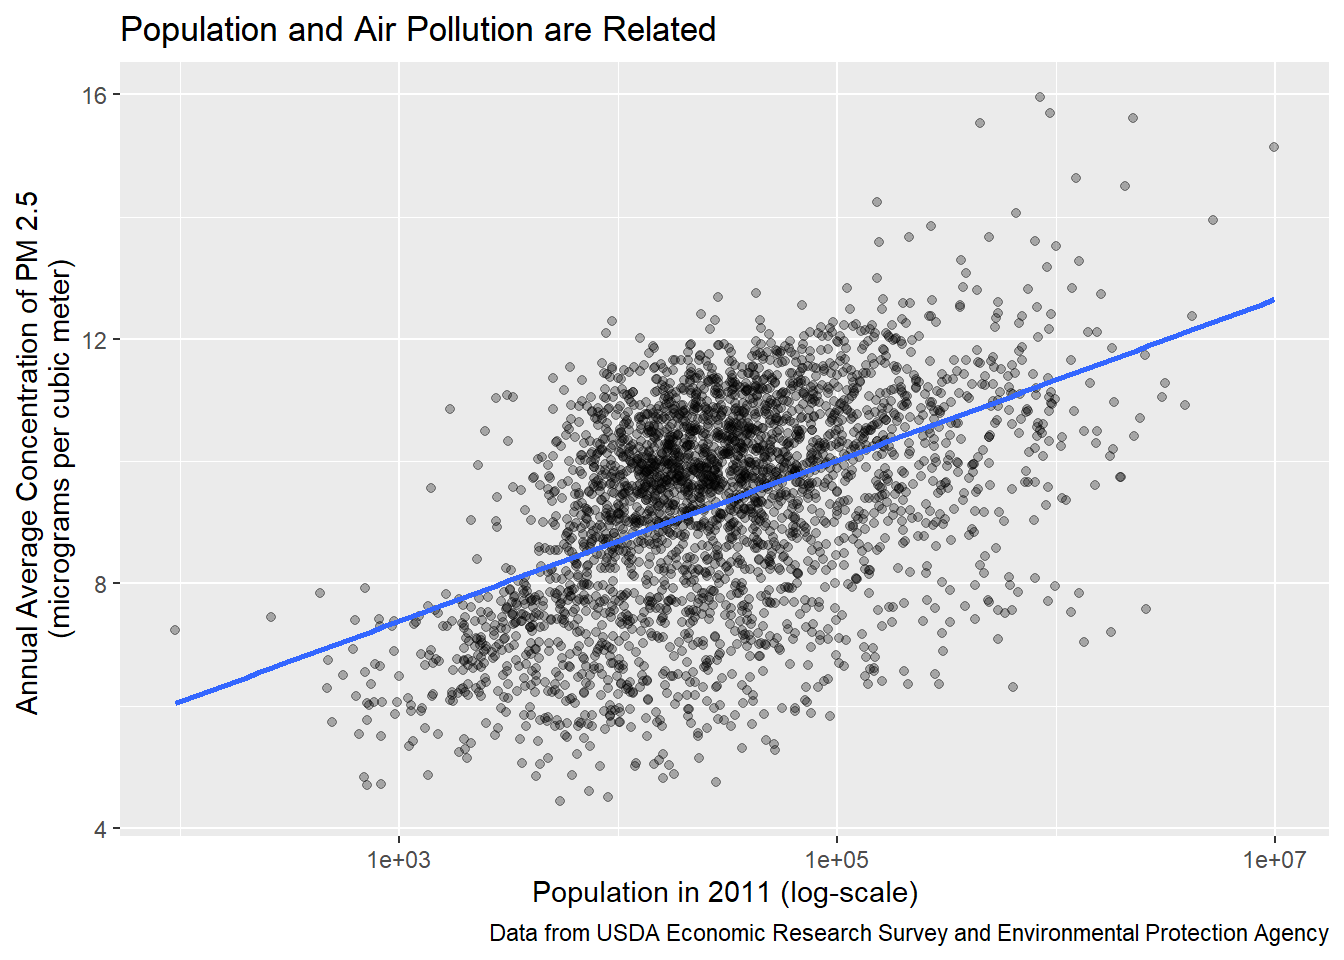 Population and Air Pollution are Related
Annual Average Concentration of PM 2.5
(micrograms per cubic meter)
16
12
8
4
1e+03
1e+05
1e+07
Population in 2011 (log-scale)
Data from USDA Economic Research Survey and Environmental Protection Agency